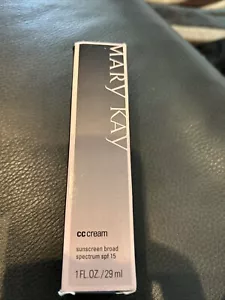 MARY KAY
cc cream
sunscreen broad
spectrum spf 15
1 FL. OZ. / 29 ml